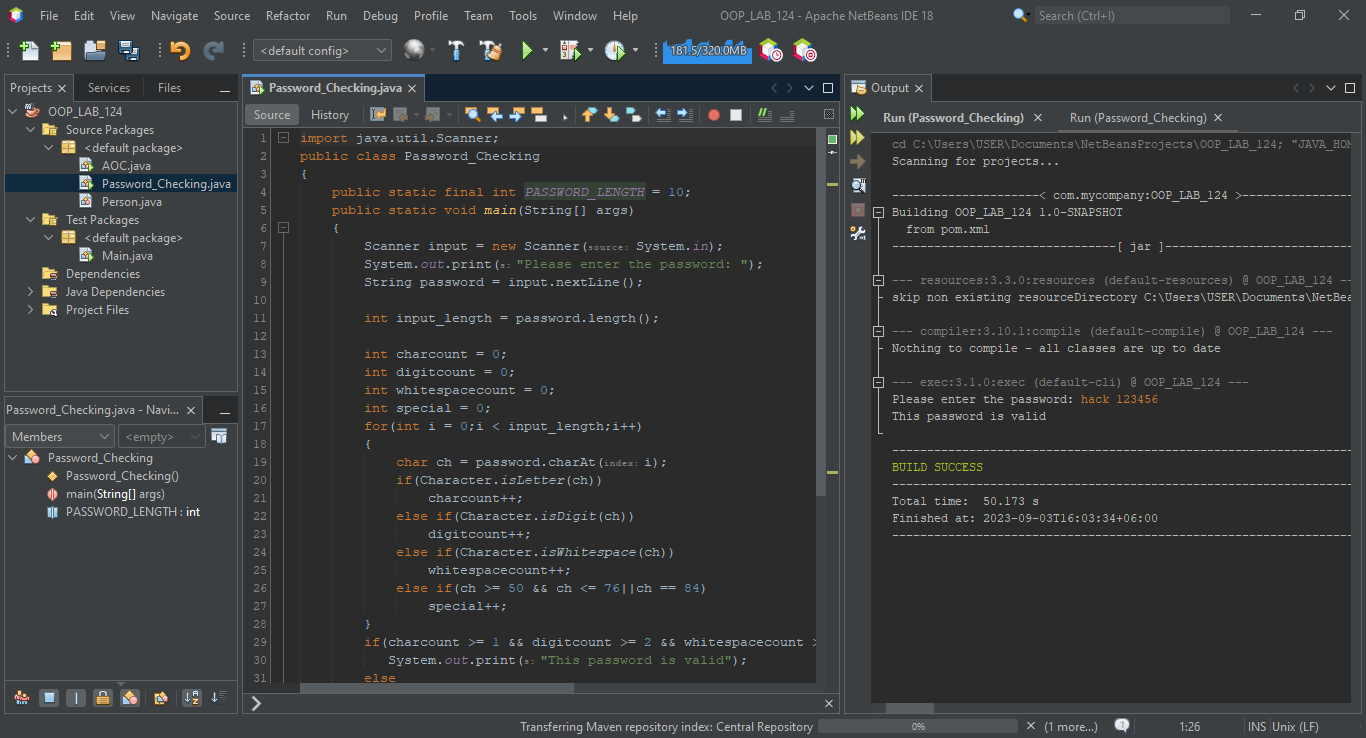 File Edit View Navigate Source Refactor Run Debug Profile Team Tools Window Help OOP_LAB_124 - Apache NetBeans IDE 18 Search (Ctrl+I)
<default config> 181.5/320.0MB
Projects Services Files
OOP_LAB_124
Source Packages
<default package>
AOC.java
Password_Checking.java
Person.java
Test Packages
<default package>
Main.java
Dependencies
Java Dependencies
Project Files
Password_Checking.java - Navi...
Members <empty>
Password_Checking
Password_Checking()
main(String[] args)
PASSWORD_LENGTH : int
Password_Checking.java
Source History
1 import java.util.Scanner;
2 public class Password_Checking
3 {
4 public static final int PASSWORD_LENGTH = 10;
5 public static void main(String[] args)
6 {
7 Scanner input = new Scanner(source: System.in);
8 System.out.print(s: "Please enter the password: ");
9 String password = input.nextLine();
10
11 int input_length = password.length();
12
13 int charcount = 0;
14 int digitcount = 0;
15 int whitespacecount = 0;
16 int special = 0;
17 for(int i = 0;i < input_length;i++)
18 {
19 char ch = password.charAt(index: i);
20 if(Character.isLetter(ch))
21 charcount++;
22 else if(Character.isDigit(ch))
23 digitcount++;
24 else if(Character.isWhitespace(ch))
25 whitespacecount++;
26 else if(ch >= 50 && ch <= 76||ch == 84)
27 special++;
28 }
29 if(charcount >= 1 && digitcount >= 2 && whitespacecount >
30 System.out.print(s: "This password is valid");
31 else
Output
Run (Password_Checking) Run (Password_Checking)
cd C:\Users\USER\Documents\NetBeansProjects\OOP_LAB_124; "JAVA_HOM
Scanning for projects...
---------------------< com.mycompany:OOP_LAB_124 >---------------
Building OOP_LAB_124 1.0-SNAPSHOT
from pom.xml
--------------------------------[ jar ]--------------------------
--- resources:3.3.0:resources (default-resources) @ OOP_LAB_124 --
skip non existing resourceDirectory C:\Users\USER\Documents\NetBea
--- compiler:3.10.1:compile (default-compile) @ OOP_LAB_124 ---
Nothing to compile - all classes are up to date
--- exec:3.1.0:exec (default-cli) @ OOP_LAB_124 ---
Please enter the password: hack 123456
This password is valid
-----------------------------------------------------------------
BUILD SUCCESS
-----------------------------------------------------------------
Total time:  50.173 s
Finished at: 2023-09-03T16:03:34+06:00
-----------------------------------------------------------------
Transferring Maven repository index: Central Repository 0% (1 more...) 1 1:26 INS Unix (LF)